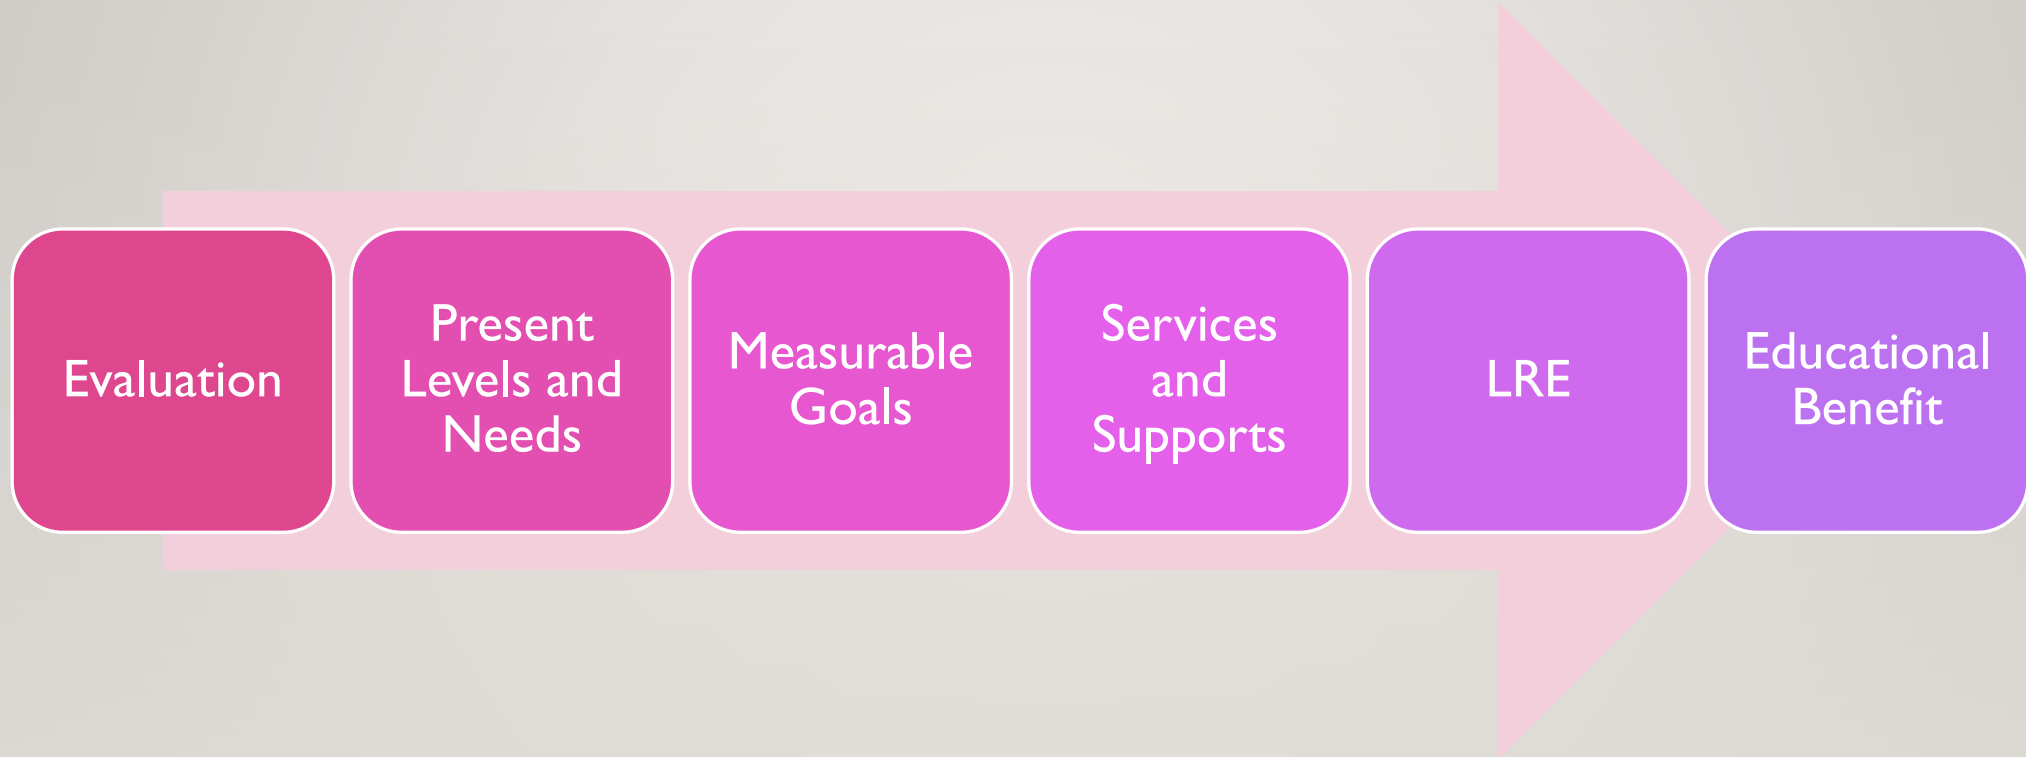 Evaluation
Present
Levels and
Needs
Measurable
Goals
Services
and
Supports
LRE
Educational
Benefit